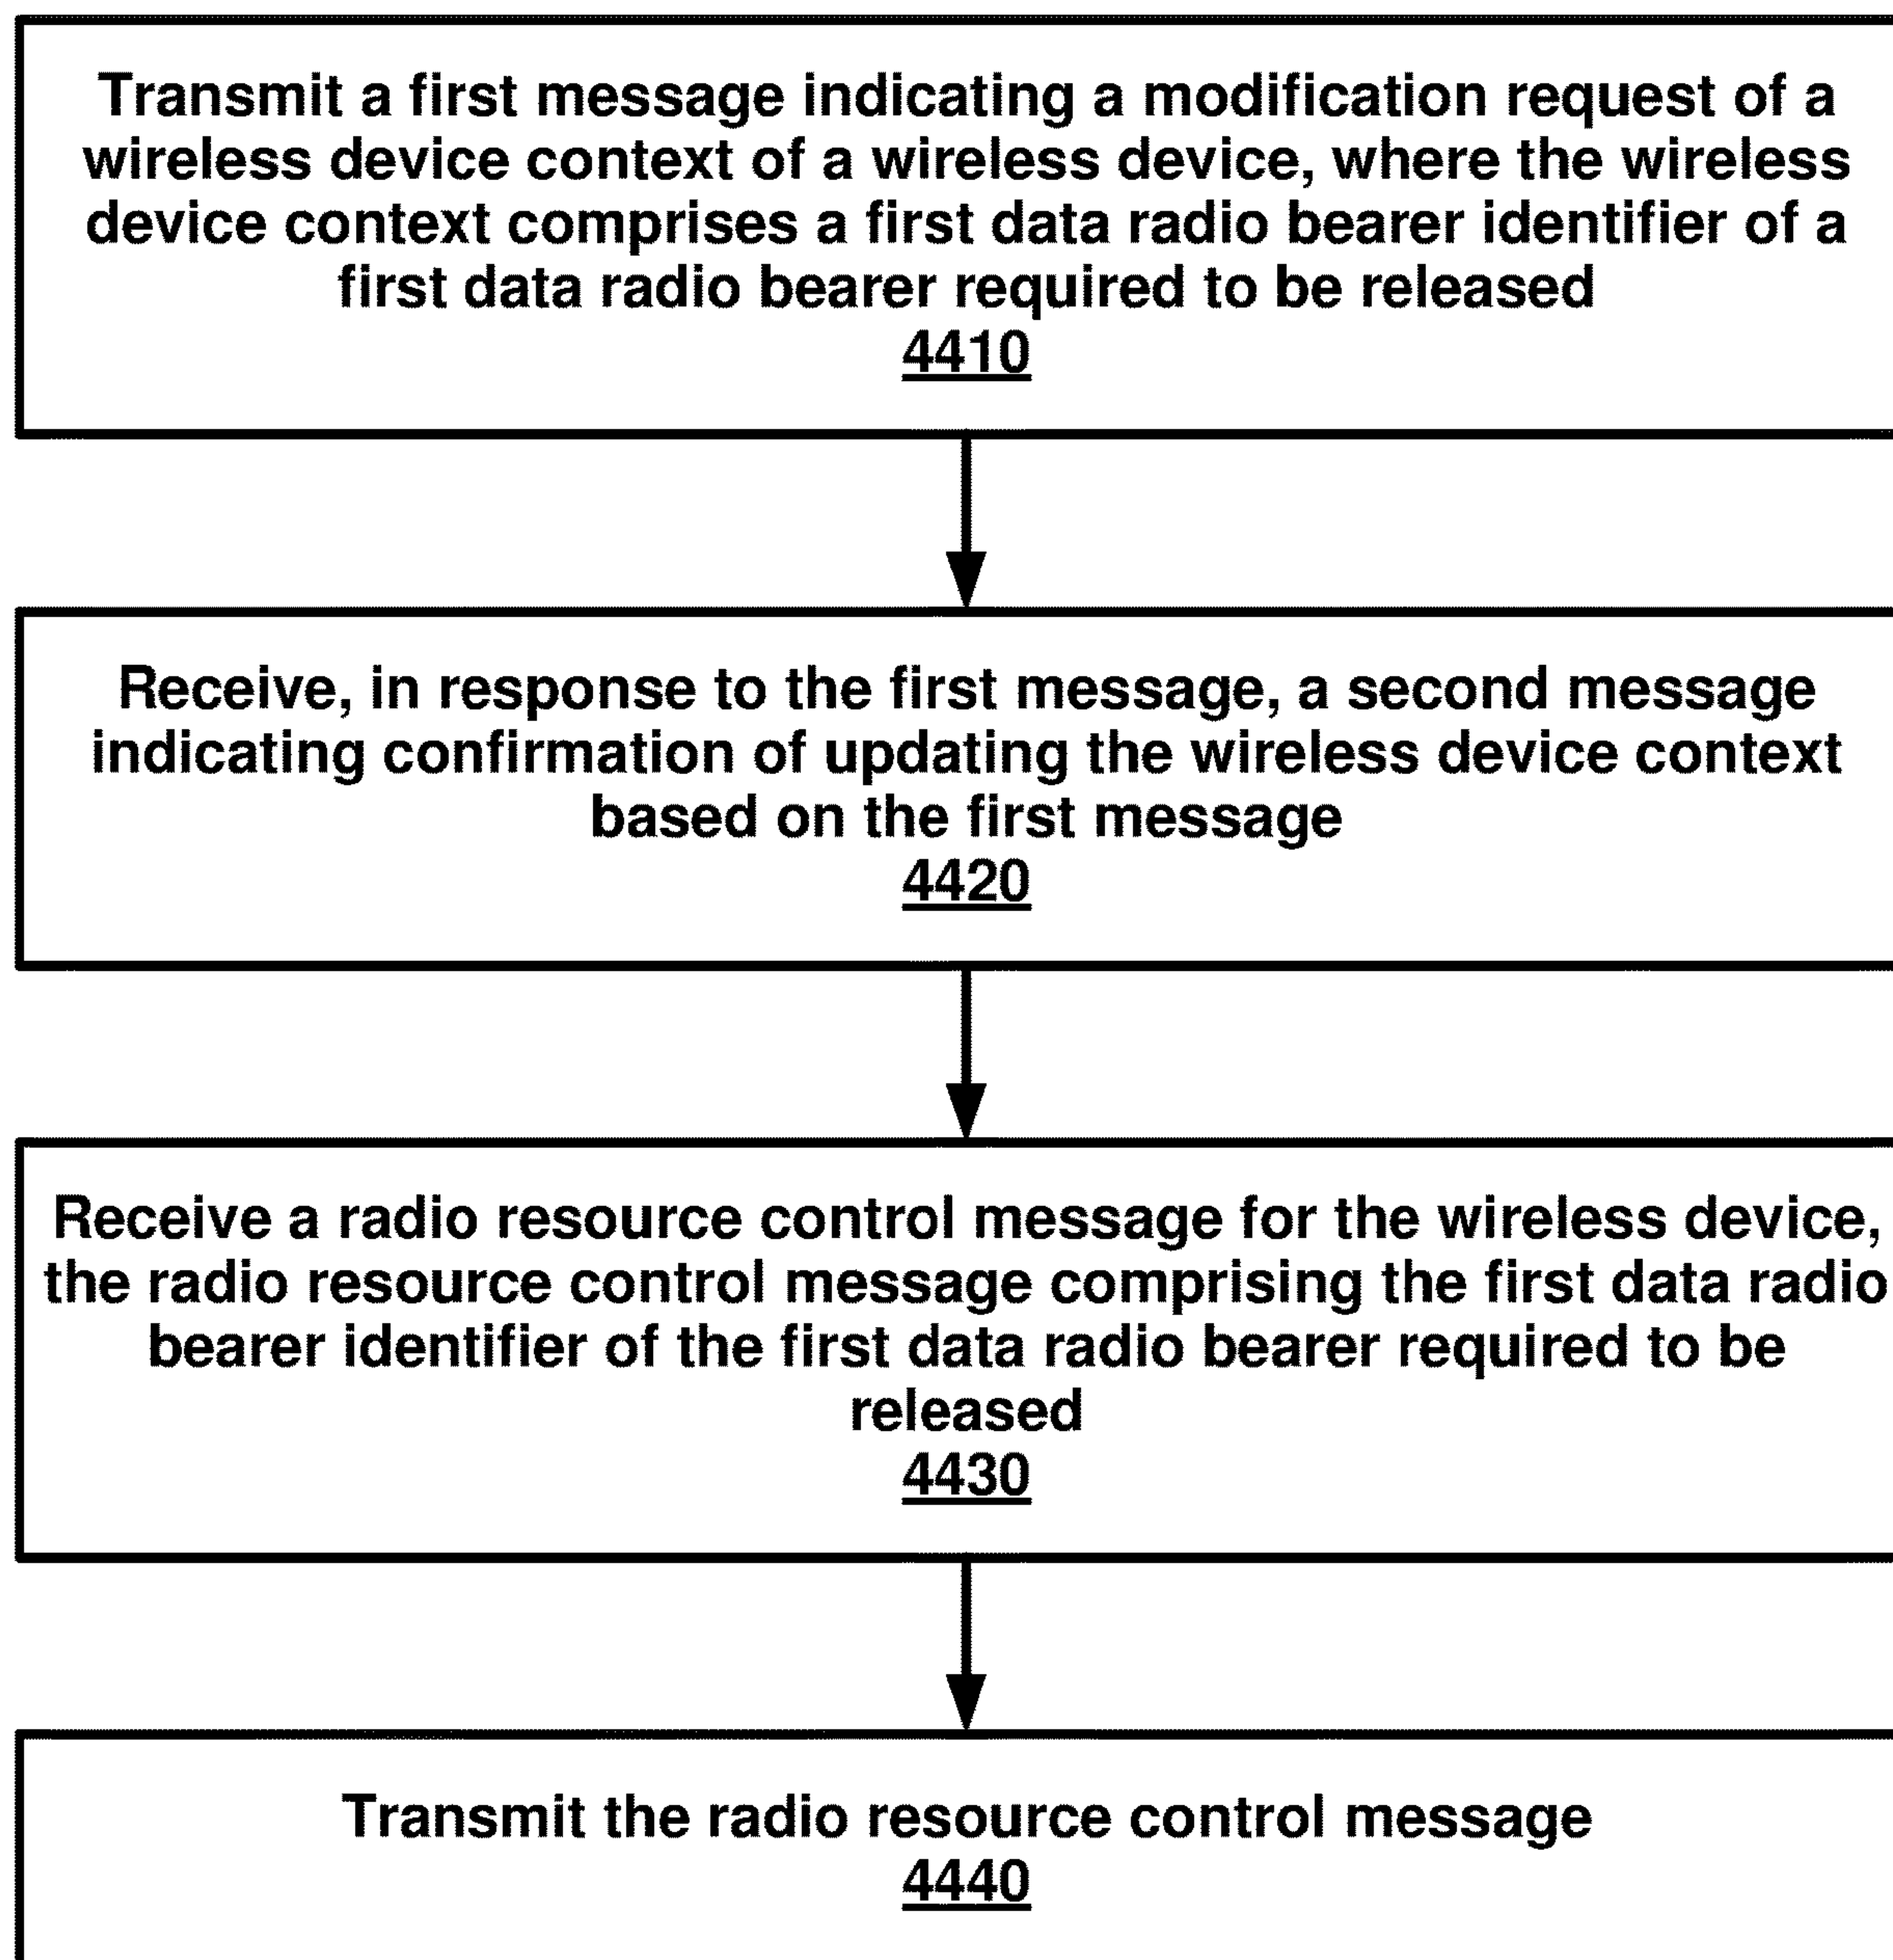 Transmit a first message indicating a modification request of a
wireless device context of a wireless device, where the wireless
device context comprises a first data radio bearer identifier of a
first data radio bearer required to be released
4410
Receive, in response to the first message, a second message
indicating confirmation of updating the wireless device context
based on the first message
4420
Receive a radio resource control message for the wireless device,
the radio resource control message comprising the first data radio
bearer identifier of the first data radio bearer required to be
released
4430
Transmit the radio resource control message
4440